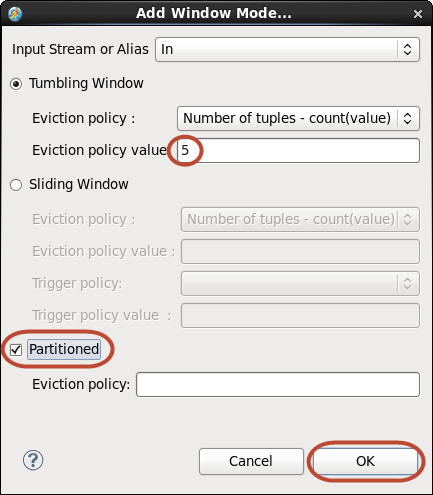 Add Window Mode...
Input Stream or Alias In
Tumbling Window
Eviction policy : Number of tuples - count(value)
Eviction policy value 5
Sliding Window
Eviction policy : Number of tuples - count(value)
Eviction policy value :
Trigger policy:
Trigger policy value :
Partitioned
Eviction policy:
? Cancel OK